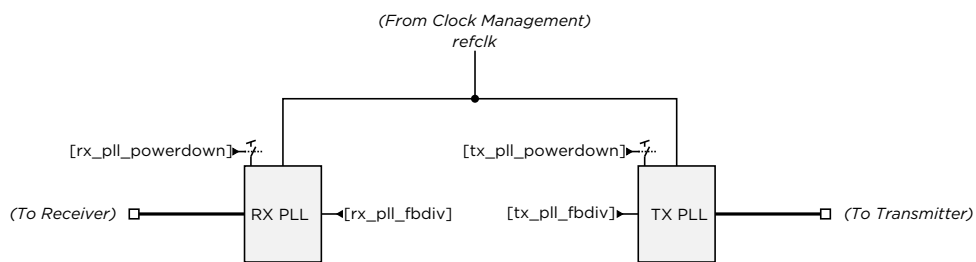 (From Clock Management)
refclk
[rx_pll_powerdown]
[tx_pll_powerdown]
(To Receiver)
RX PLL
[rx_pll_fbdiv]
[tx_pll_fbdiv]
TX PLL
(To Transmitter)